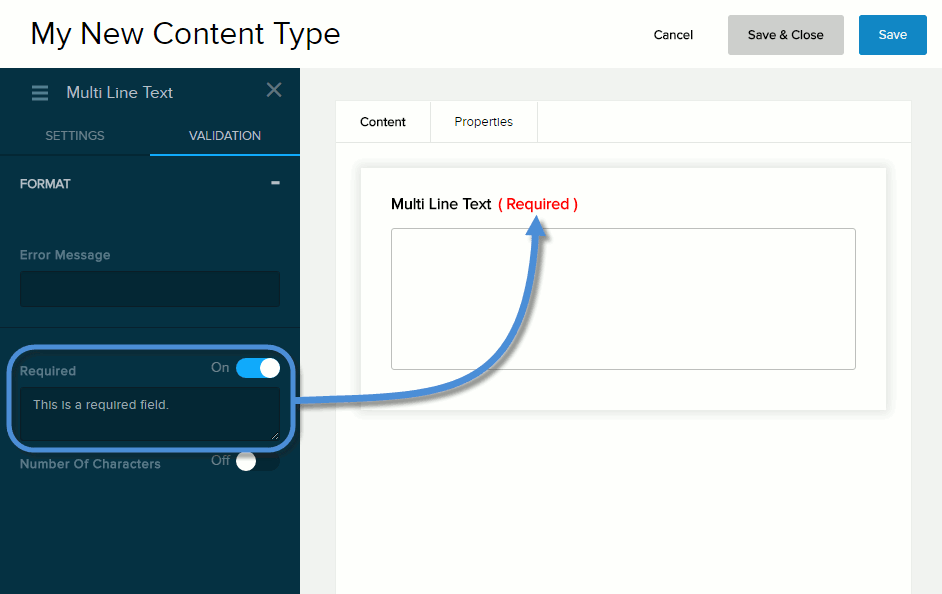 My New Content Type
Cancel
Save & Close
Save
Multi Line Text
SETTINGS
VALIDATION
FORMAT
Error Message
Required
On
This is a required field.
Number Of Characters
Off
Content
Properties
Multi Line Text ( Required )